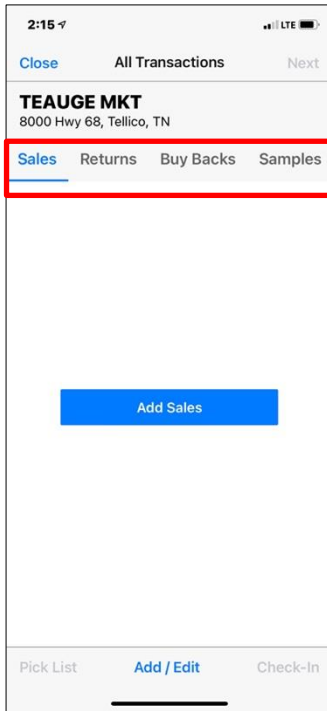 2:15 LTE
Close All Transactions Next
TEAUGE MKT
8000 Hwy 68, Tellico, TN
Sales Returns Buy Backs Samples
Add Sales
Pick List Add / Edit Check-In